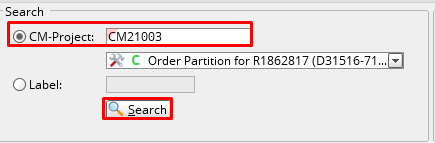 Search
CM-Project: CM21003
C Order Partition for R1862817 (D31516-71...
Label:
Search